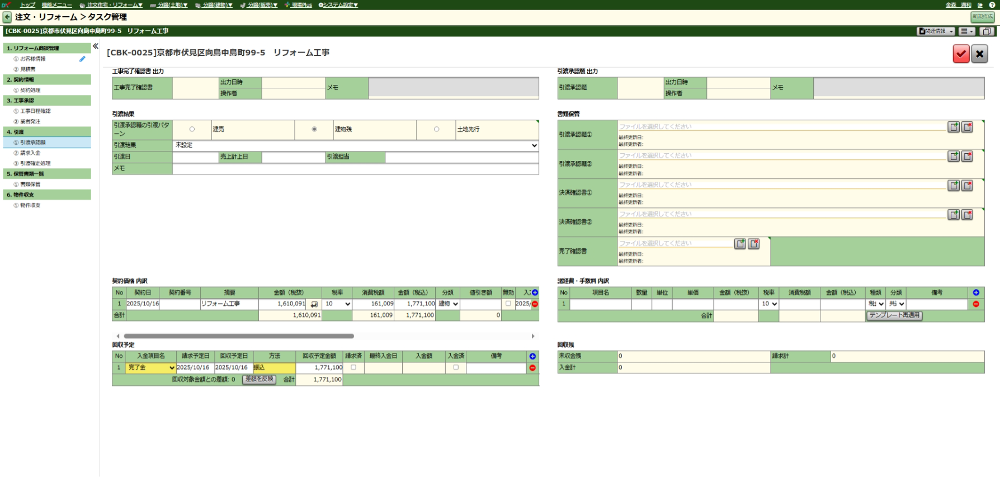 DX トップ 機能メニュー 注文住宅・リフォーム▼ 分譲(土地)▼ 分譲(建物)▼ 分譲(販売)▼ 現場Plus システム設定▼ 金森 満和
注文・リフォーム > タスク管理 新規作成
[CBK-0025]京都市伏見区向島中島町99-5 リフォーム工事 関連情報
1. リフォーム商談管理
① お客様情報
② 見積書
2. 契約情報
① 契約処理
3. 工事承認
① 工事日程確認
② 業者発注
4. 引渡
① 引渡承認願
② 請求入金
③ 引渡確定処理
5. 保管書類一覧
① 書類保管
6. 物件収支
① 物件収支
[CBK-0025]京都市伏見区向島中島町99-5 リフォーム工事
工事完了確認書 出力
工事完了確認書 出力日時 メモ
操作者
引渡承認願 出力
引渡承認願 出力日時 メモ
操作者
引渡結果
引渡承認願の引渡パターン 建売 建物残 土地先行
引渡結果 未設定
引渡日 売上計上日 引渡担当
メモ
書類保管
引渡承認願① ファイルを選択してください
最終更新日:
最終更新者:
引渡承認願② ファイルを選択してください
最終更新日:
最終更新者:
決済確認書① ファイルを選択してください
最終更新日:
最終更新者:
決済確認書② ファイルを選択してください
最終更新日:
最終更新者:
完了確認書 ファイルを選択してください
最終更新日:
最終更新者:
契約価格 内訳
No 契約日 契約番号 摘要 金額（税抜） 税率 消費税額 金額（税込） 分類 値引き額 無効 入
1 2025/10/16 リフォーム工事 1,610,091 10 161,009 1,771,100 建物 2025/
合計 1,610,091 161,009 1,771,100 0
諸経費・手数料 内訳
No 項目名 数量 単位 単価 金額（税抜） 税率 消費税額 金額（税込） 種類 分類 備考
1 10 税 共
合計 テンプレート再適用
回収予定
No 入金項目名 請求予定日 回収予定日 方法 回収予定金額 請求済 最終入金日 入金額 入金済 備考
1 完了金 2025/10/16 2025/10/16 振込 1,771,100
回収対象金額との差額: 0 差額を反映 合計 1,771,100
回収残
未収金残 0 請求計 0
入金計 0